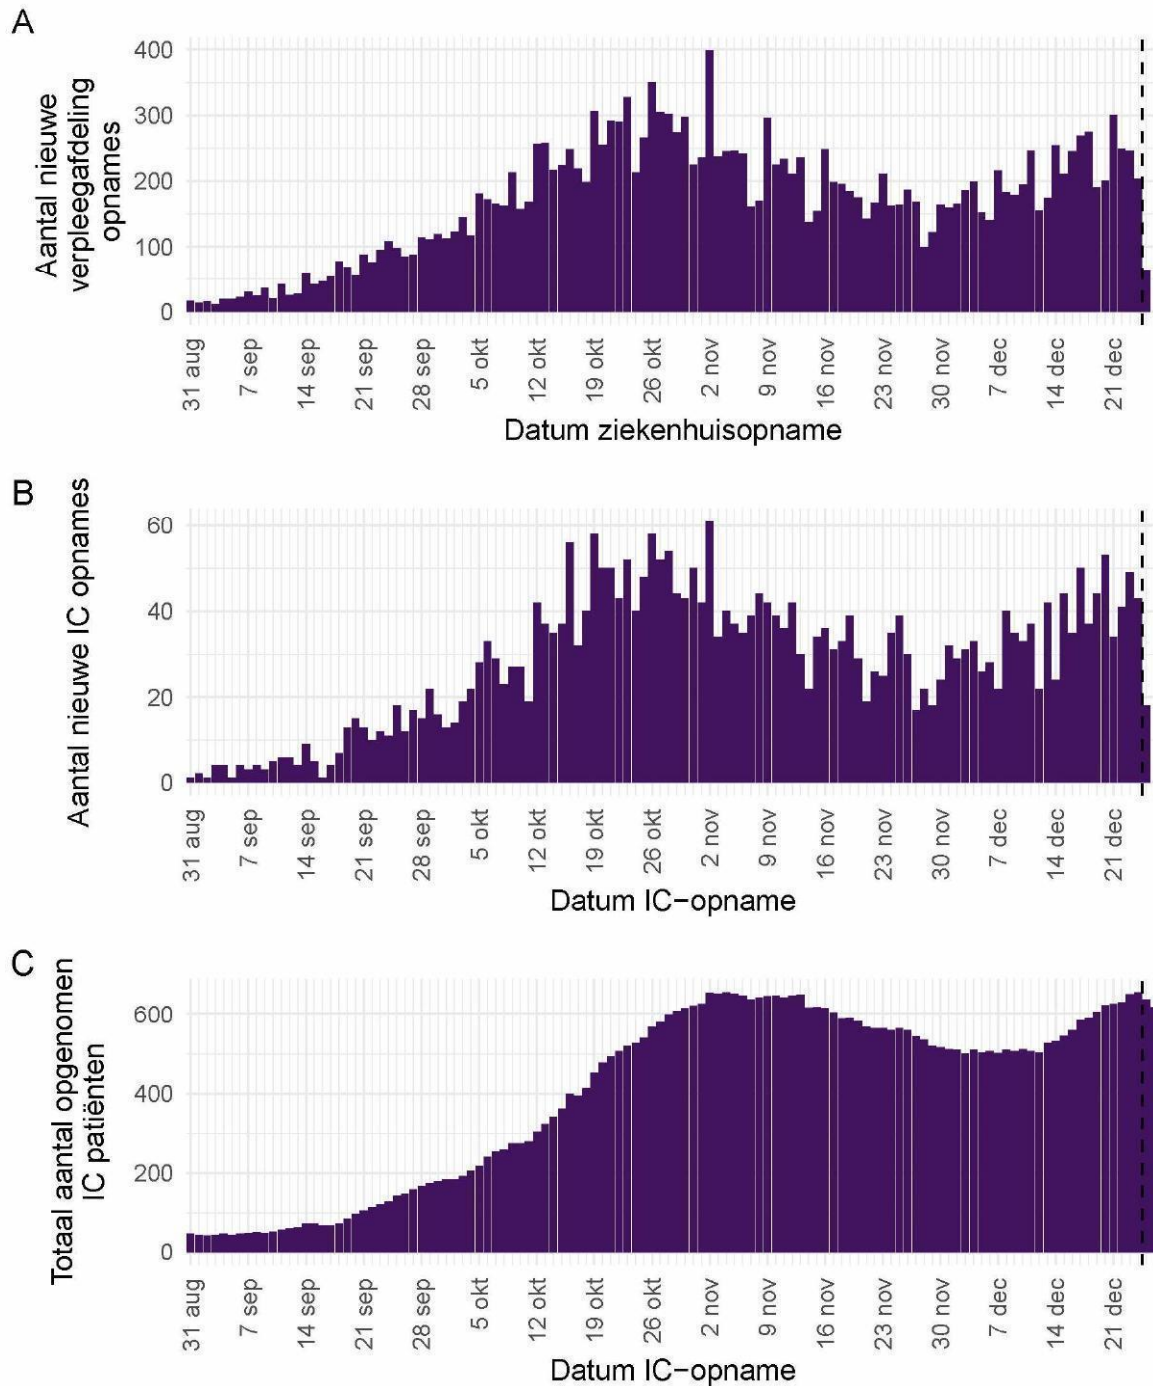 A
Aantal nieuwe
verpleegafdeling
opnames
400
300
200
100
0
31 aug
7 sep
14 sep
21 sep
28 sep
5 okt
12 okt
19 okt
26 okt
2 nov
9 nov
16 nov
23 nov
30 nov
7 dec
14 dec
21 dec
Datum ziekenhuisopname
B
Aantal nieuwe IC opnames
60
40
20
0
31 aug
7 sep
14 sep
21 sep
28 sep
5 okt
12 okt
19 okt
26 okt
2 nov
9 nov
16 nov
23 nov
30 nov
7 dec
14 dec
21 dec
Datum IC−opname
C
Totaal aantal opgenomen
IC patiënten
600
400
200
0
31 aug
7 sep
14 sep
21 sep
28 sep
5 okt
12 okt
19 okt
26 okt
2 nov
9 nov
16 nov
23 nov
30 nov
7 dec
14 dec
21 dec
Datum IC−opname